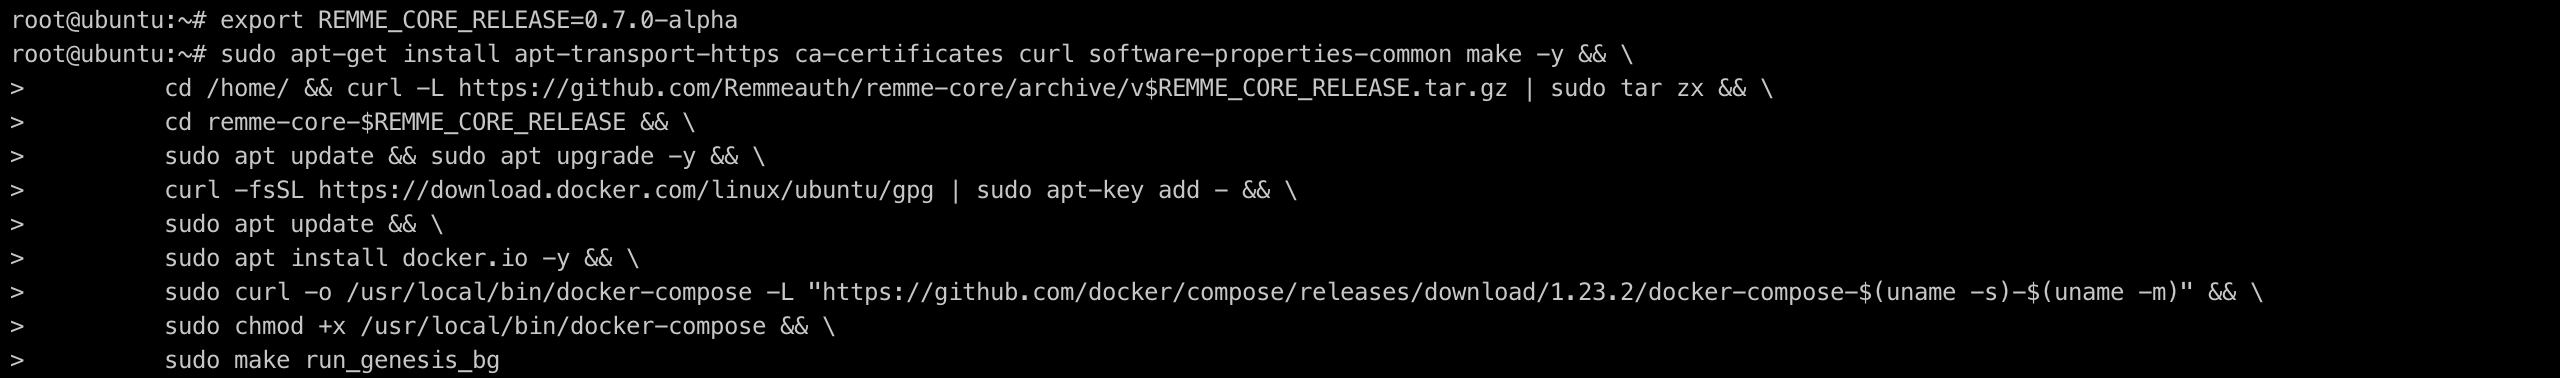 root@ubuntu:~# export REMME_CORE_RELEASE=0.7.0-alpha
root@ubuntu:~# sudo apt-get install apt-transport-https ca-certificates curl software-properties-common make -y && \
>          cd /home/ && curl -L https://github.com/Remmeauth/remme-core/archive/v$REMME_CORE_RELEASE.tar.gz | sudo tar zx && \
>          cd remme-core-$REMME_CORE_RELEASE && \
>          sudo apt update && sudo apt upgrade -y && \
>          curl -fsSL https://download.docker.com/linux/ubuntu/gpg | sudo apt-key add - && \
>          sudo apt update && \
>          sudo apt install docker.io -y && \
>          sudo curl -o /usr/local/bin/docker-compose -L "https://github.com/docker/compose/releases/download/1.23.2/docker-compose-$(uname -s)-$(uname -m)" && \
>          sudo chmod +x /usr/local/bin/docker-compose && \
>          sudo make run_genesis_bg